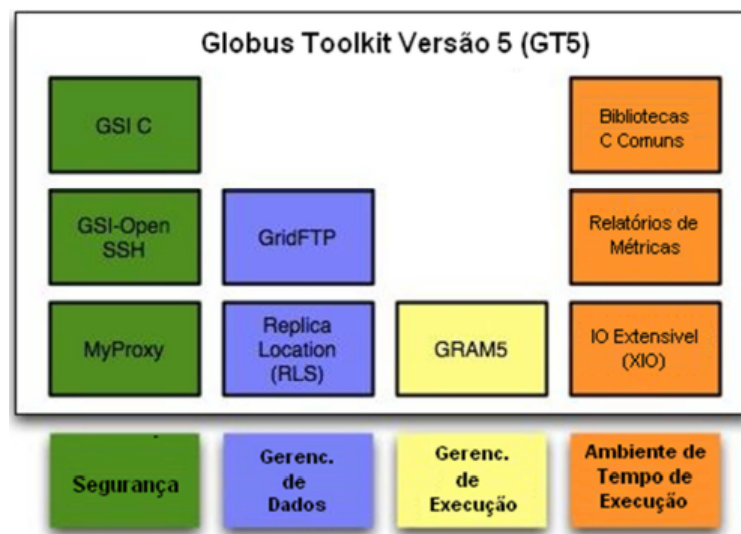 Globus Toolkit Versão 5 (GT5)
GSI C
Bibliotecas
C Comuns
GSI-Open
SSH
GridFTP
Relatórios de
Métricas
MyProxy
Replica
Location
(RLS)
GRAM5
IO Extensivel
(XIO)
Segurança
Gerenc.
de
Dados
Gerenc.
de
Execução
Ambiente de
Tempo de
Execução